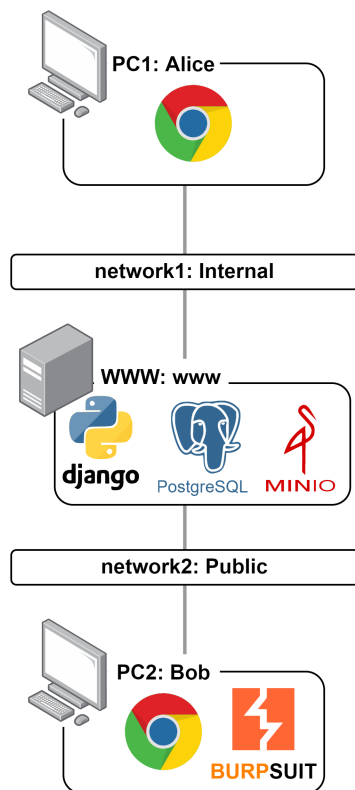 PC1: Alice
network1: Internal
WWW: www
django
PostgreSQL
MINIO
network2: Public
PC2: Bob
BURPSUIT